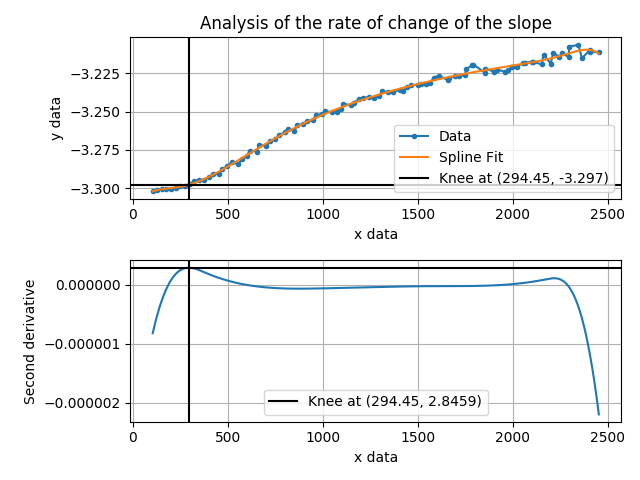 Analysis of the rate of change of the slope
y data
−3.225
−3.250
−3.275
−3.300
Data
Spline Fit
Knee at (294.45, -3.297)
0
500
1000
1500
2000
2500
x data
Second derivative
0.000000
−0.000001
−0.000002
Knee at (294.45, 2.8459)
0
500
1000
1500
2000
2500
x data